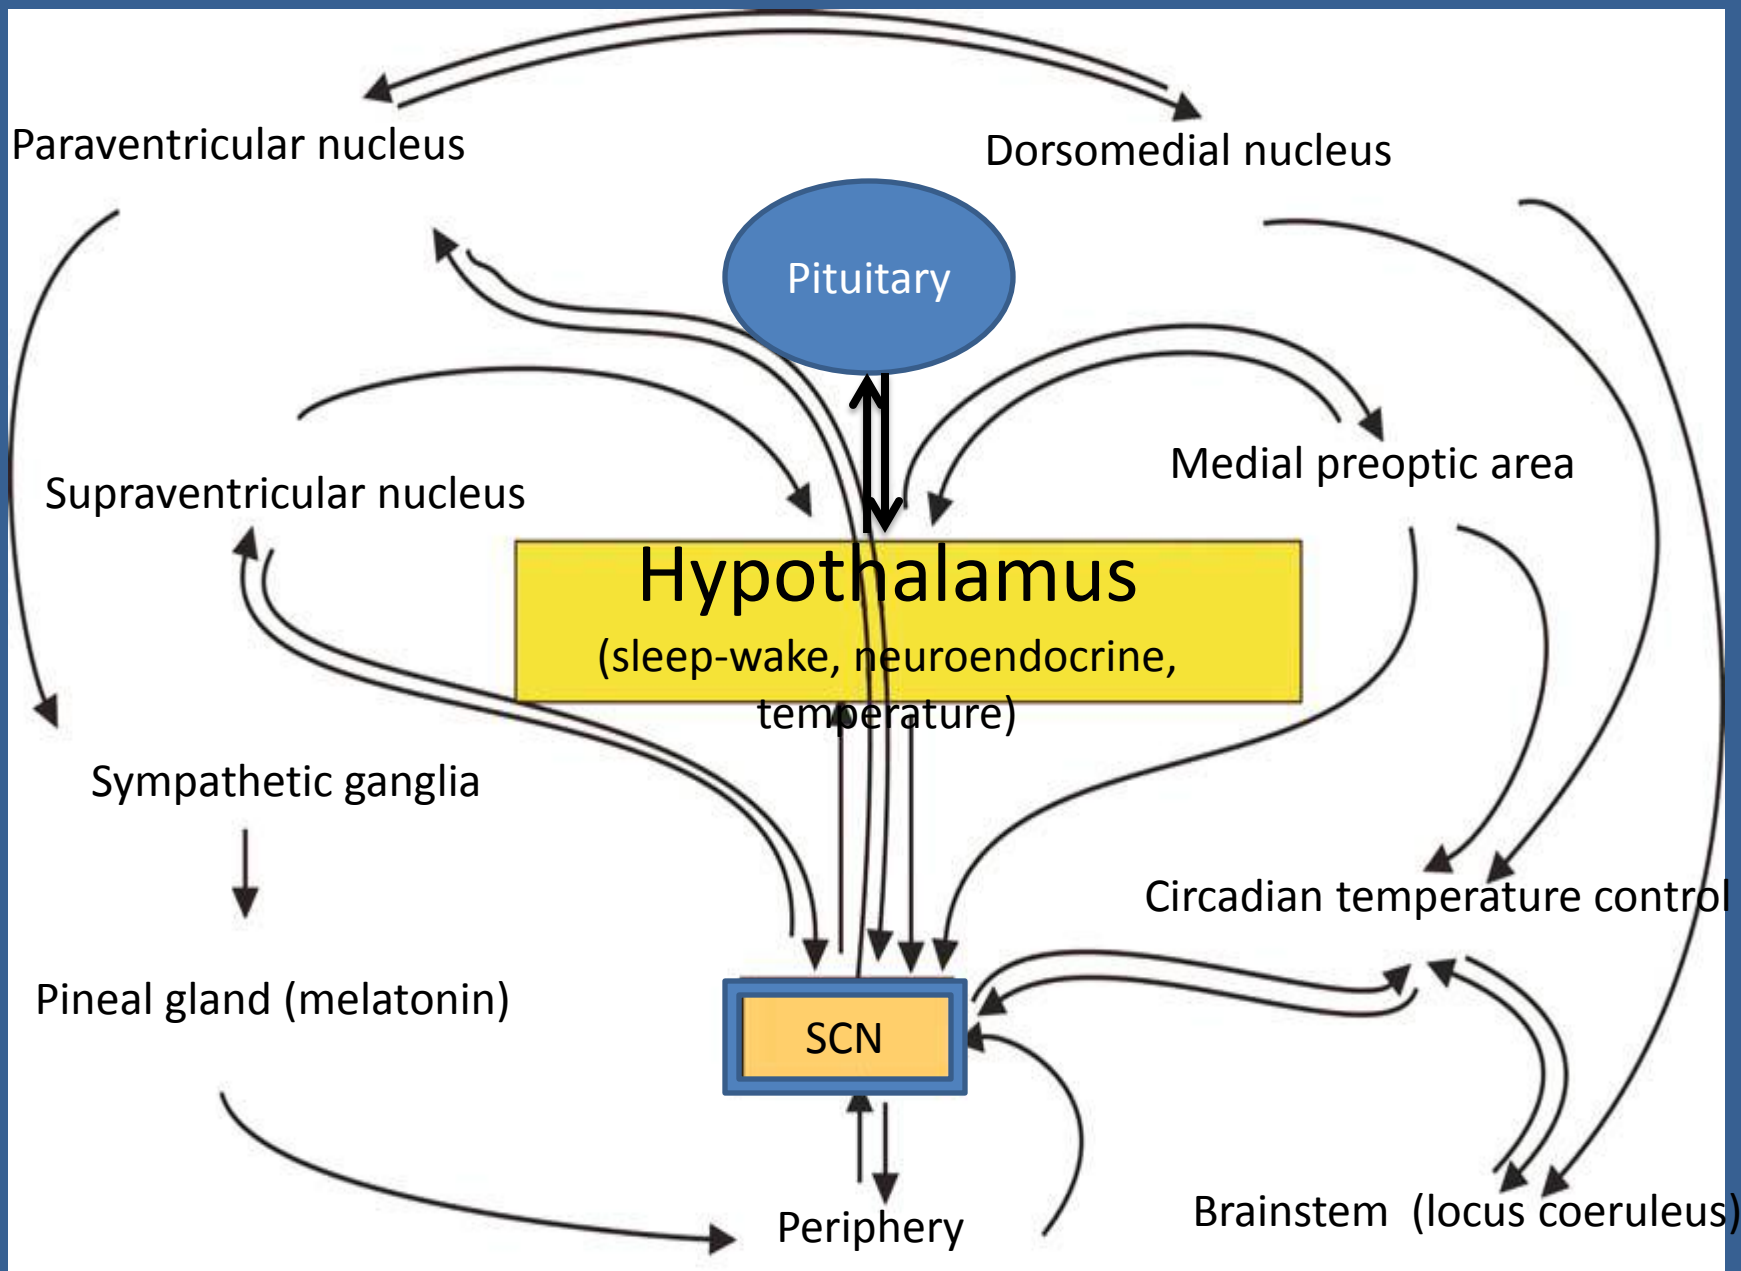 Paraventricular nucleus
Dorsomedial nucleus
Pituitary
Medial preoptic area
Supraventricular nucleus
Hypothalamus
(sleep-wake, neuroendocrine,
temperature)
Sympathetic ganglia
Circadian temperature control
Pineal gland (melatonin)
SCN
Brainstem (locus coeruleus)
Periphery